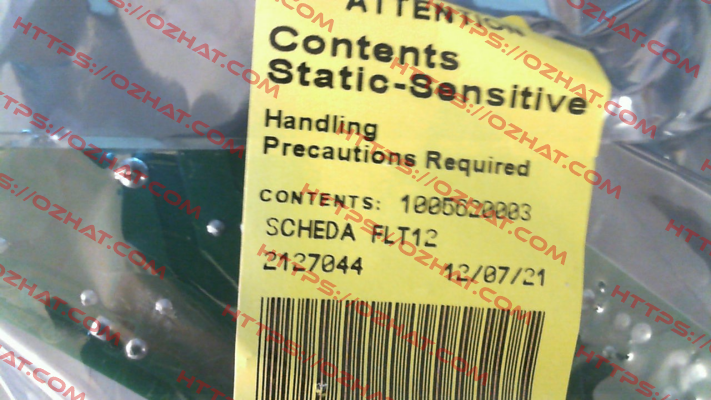 ATTENTION
Contents
Static-Sensitive
Handling
Precautions Required
CONTENTS: 1005620003
SCHEDA FLT12
2127044 12/07/21
HTTPS://OZHAT.COM